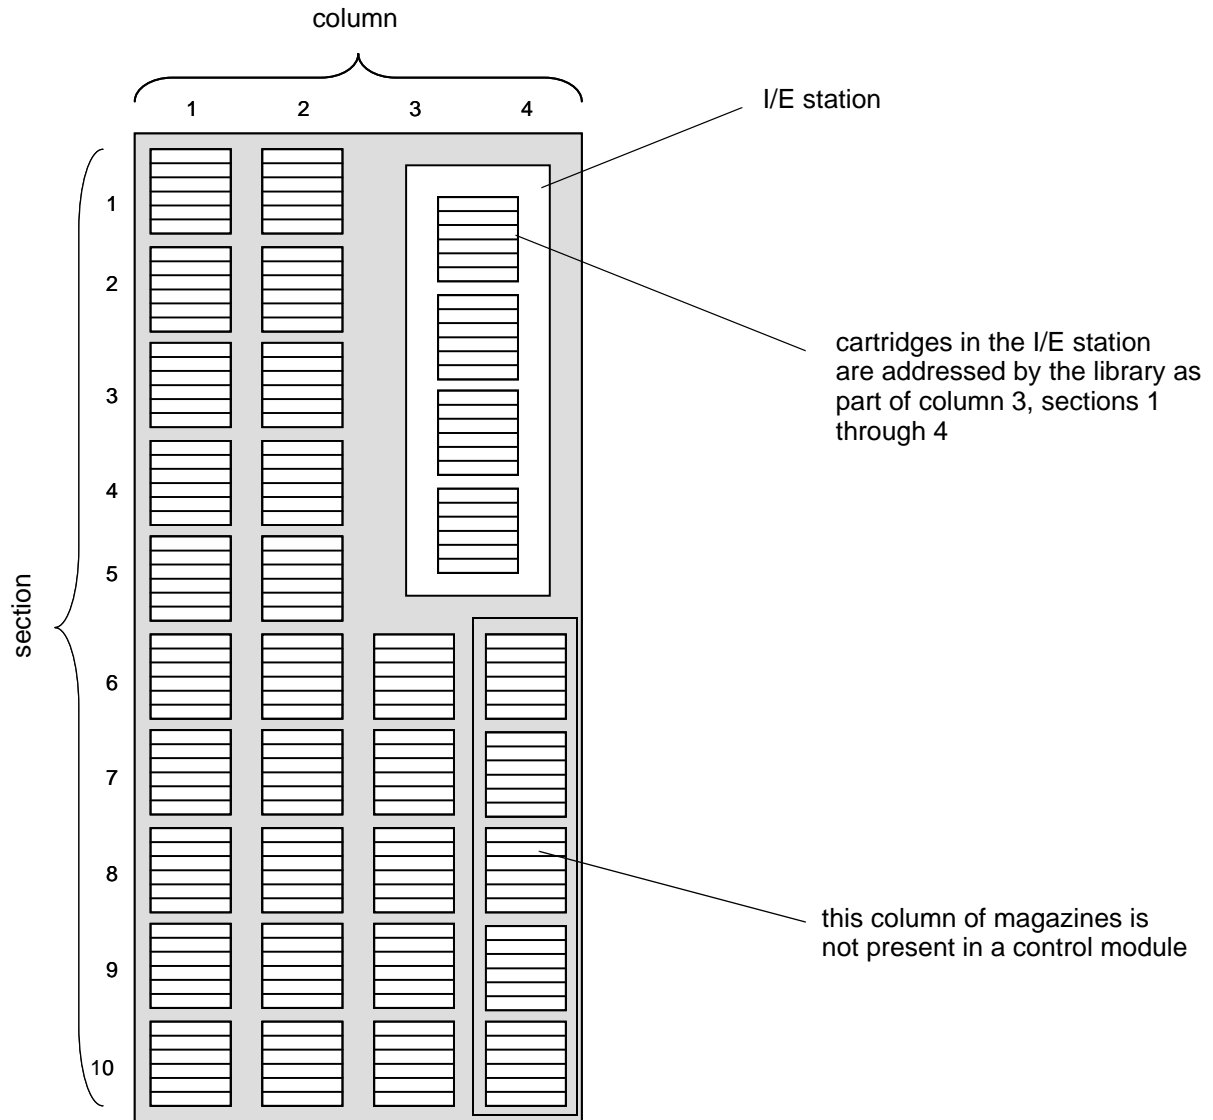 column
1 2 3 4
I/E station
1
2
cartridges in the I/E station
are addressed by the library as
part of column 3, sections 1
through 4
3
4
5
section
6
7
8
this column of magazines is
not present in a control module
9
10